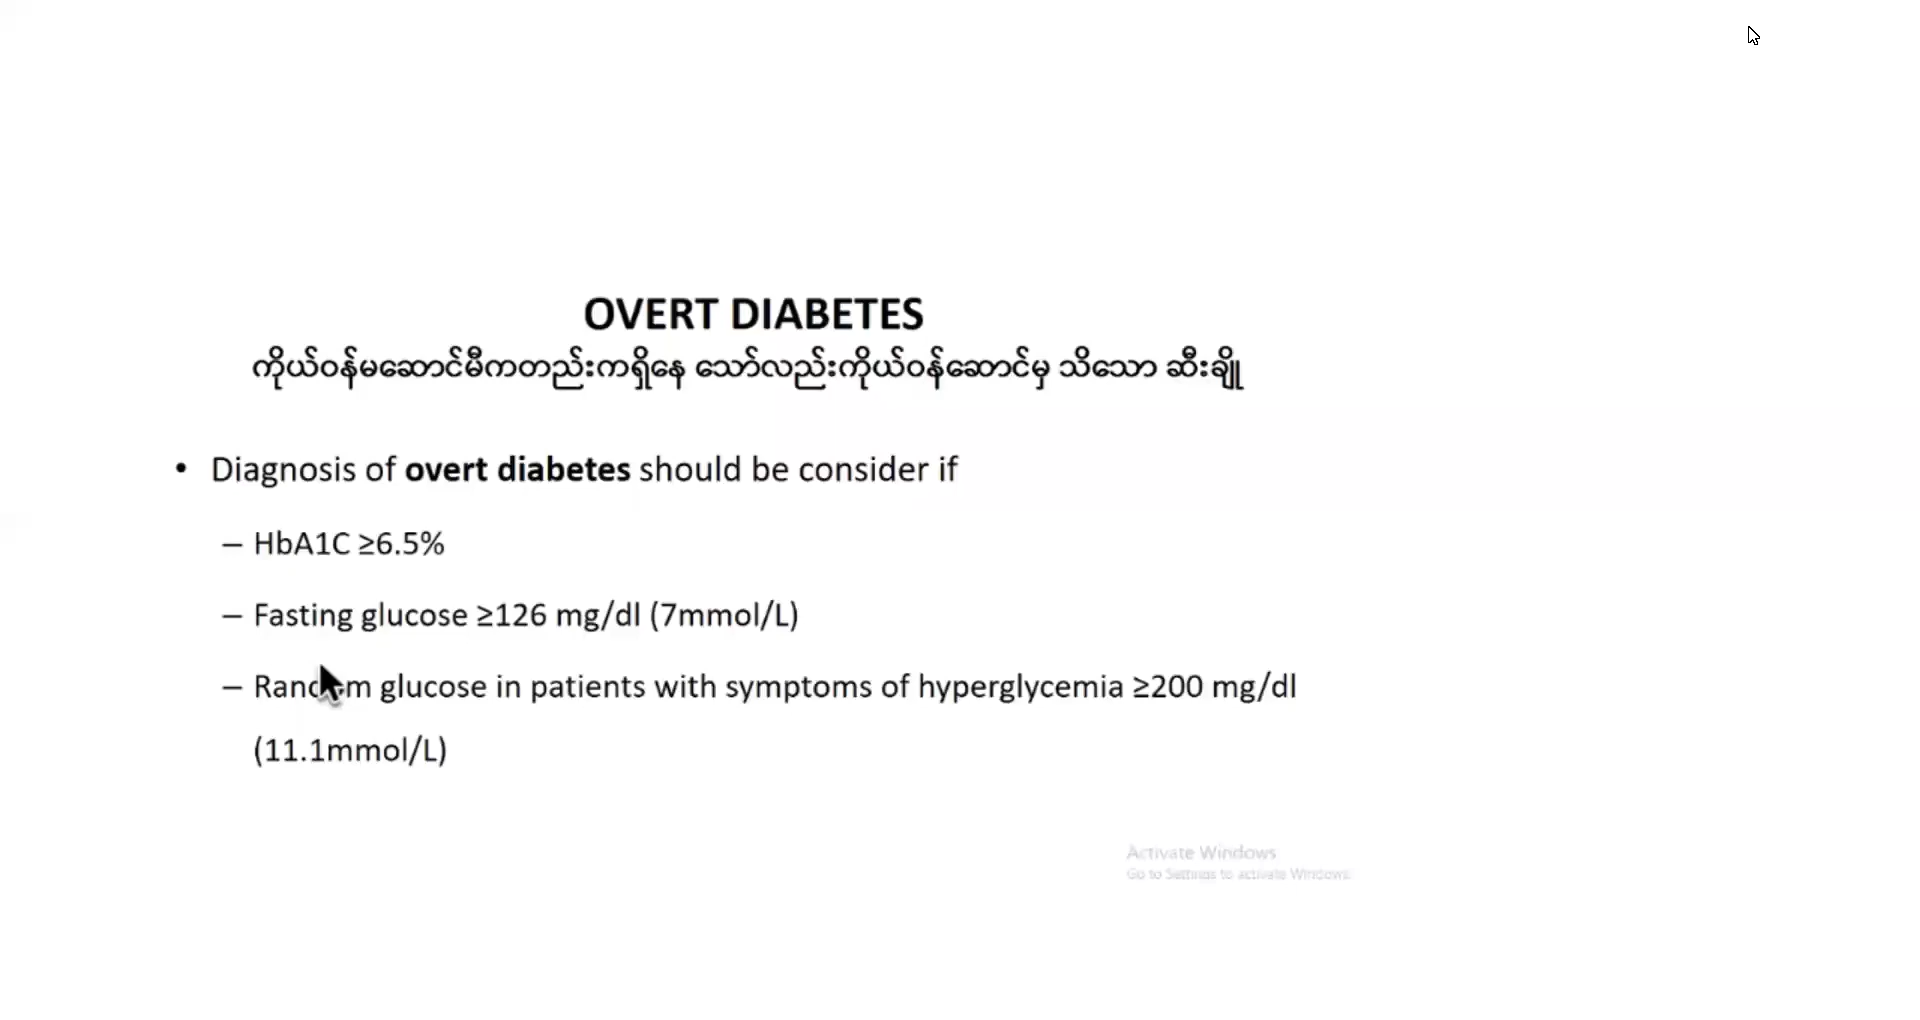 OVERT DIABETES
ကိုယ်ဝန်မဆောင်မီကတည်းကရှိနေ သော်လည်းကိုယ်ဝန်ဆောင်မှ သိသော ဆီးချို
• Diagnosis of overt diabetes should be consider if
– HbA1C ≥6.5%
– Fasting glucose ≥126 mg/dl (7mmol/L)
– Random glucose in patients with symptoms of hyperglycemia ≥200 mg/dl
(11.1mmol/L)
Activate Windows
Go to Settings to activate Windows.